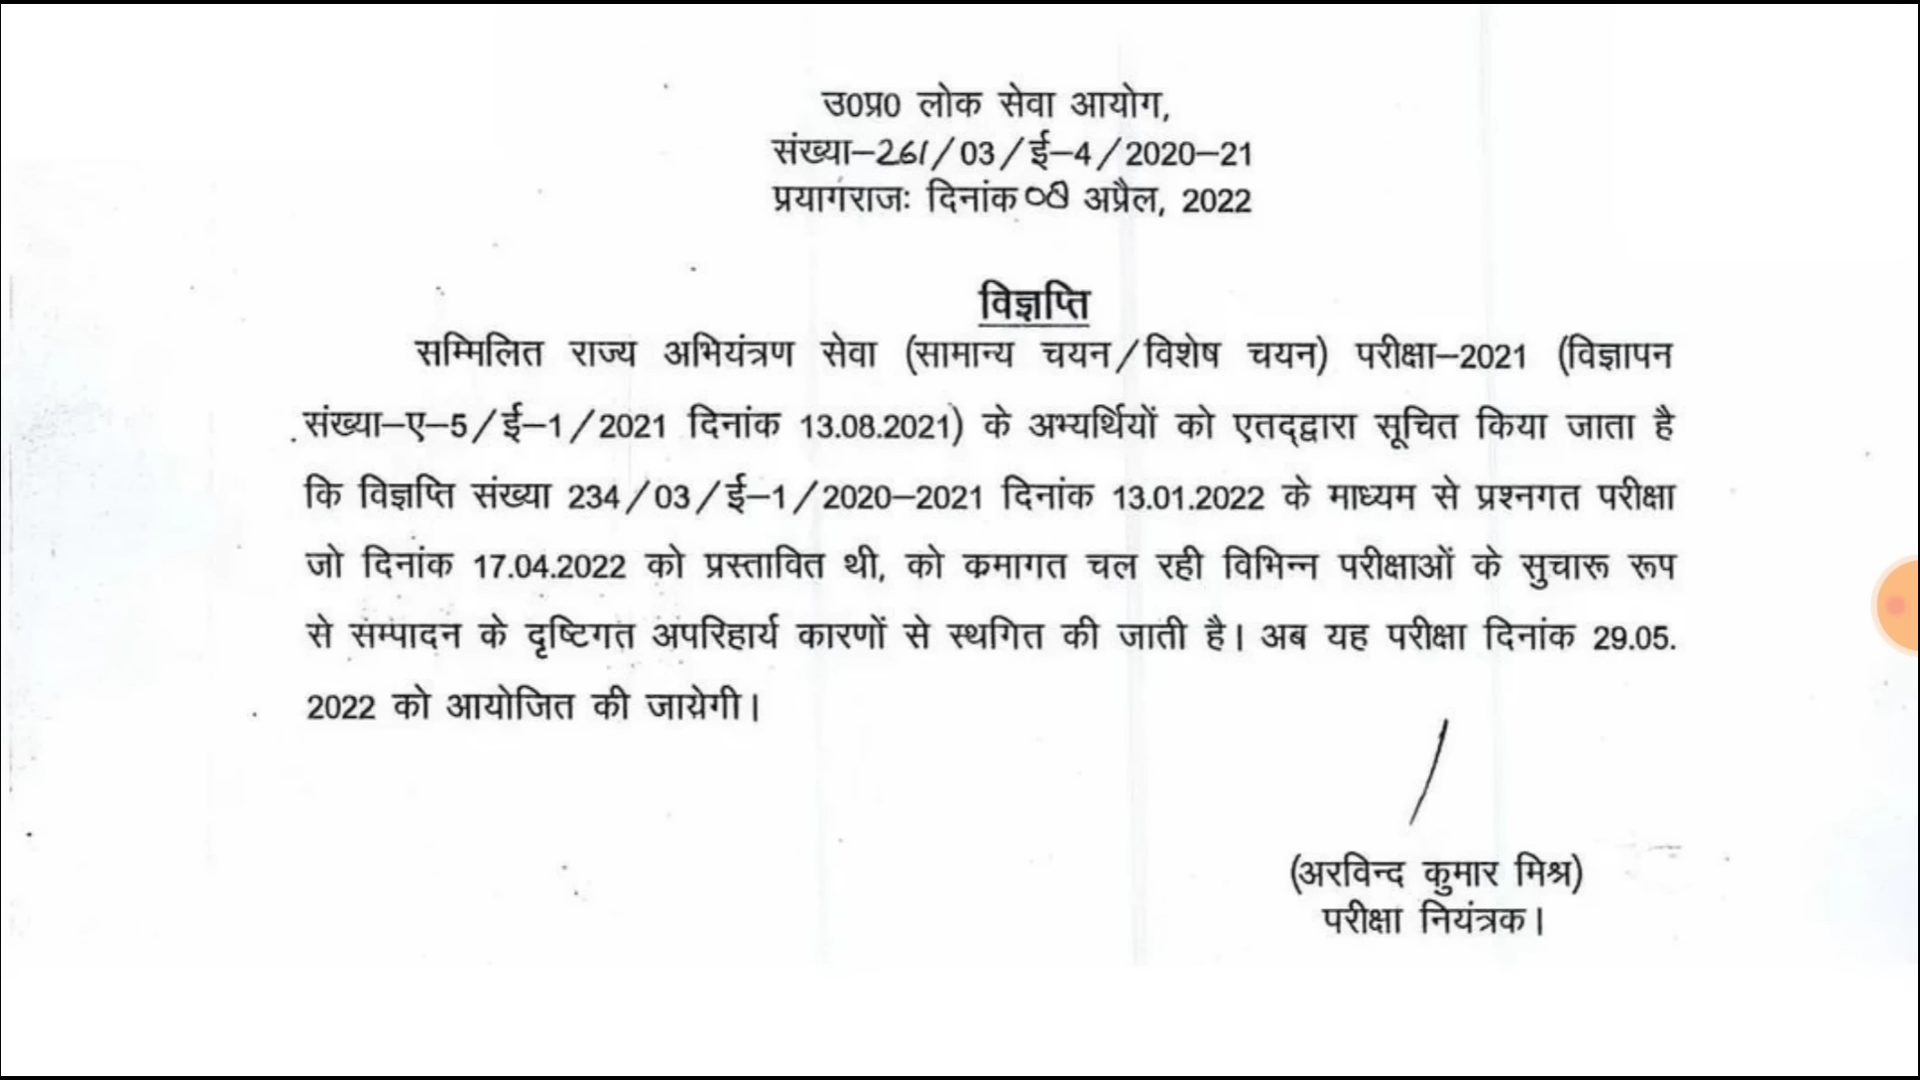 उ0प्र0 लोक सेवा आयोग,
संख्या–261/03/ई–4/2020–21
प्रयागराजः दिनांक 08 अप्रैल, 2022
विज्ञप्ति
सम्मिलित राज्य अभियंत्रण सेवा (सामान्य चयन/विशेष चयन) परीक्षा–2021 (विज्ञापन
संख्या–ए–5/ई–1/2021 दिनांक 13.08.2021) के अभ्यर्थियों को एतद्द्वारा सूचित किया जाता है
कि विज्ञप्ति संख्या 234/03/ई–1/2020–2021 दिनांक 13.01.2022 के माध्यम से प्रश्नगत परीक्षा
जो दिनांक 17.04.2022 को प्रस्तावित थी, को कमागत चल रही विभिन्न परीक्षाओं के सुचारू रूप
से सम्पादन के दृष्टिगत अपरिहार्य कारणों से स्थगित की जाती है। अब यह परीक्षा दिनांक 29.05.
2022 को आयोजित की जायेगी।
(अरविन्द कुमार मिश्र)
परीक्षा नियंत्रक।